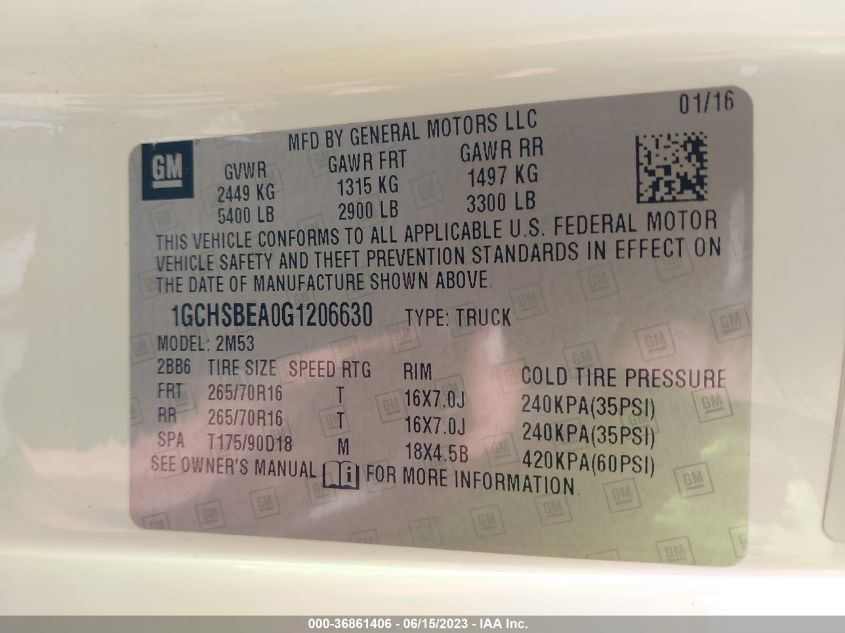 01/16
MFD BY GENERAL MOTORS LLC
GM
GVWR GAWR FRT GAWR RR
2449 KG 1315 KG 1497 KG
5400 LB 2900 LB 3300 LB
THIS VEHICLE CONFORMS TO ALL APPLICABLE U.S. FEDERAL MOTOR
VEHICLE SAFETY AND THEFT PREVENTION STANDARDS IN EFFECT ON
THE DATE OF MANUFACTURE SHOWN ABOVE.
1GCHSBEA0G1206630 TYPE: TRUCK
MODEL: 2M53
2BB6 TIRE SIZE SPEED RTG RIM COLD TIRE PRESSURE
FRT 265/70R16 T 16X7.0J 240KPA(35PSI)
RR 265/70R16 T 16X7.0J 240KPA(35PSI)
SPA T175/90D18 M 18X4.5B 420KPA(60PSI)
SEE OWNER'S MANUAL FOR MORE INFORMATION.
000-36861406 - 06/15/2023 - IAA Inc.